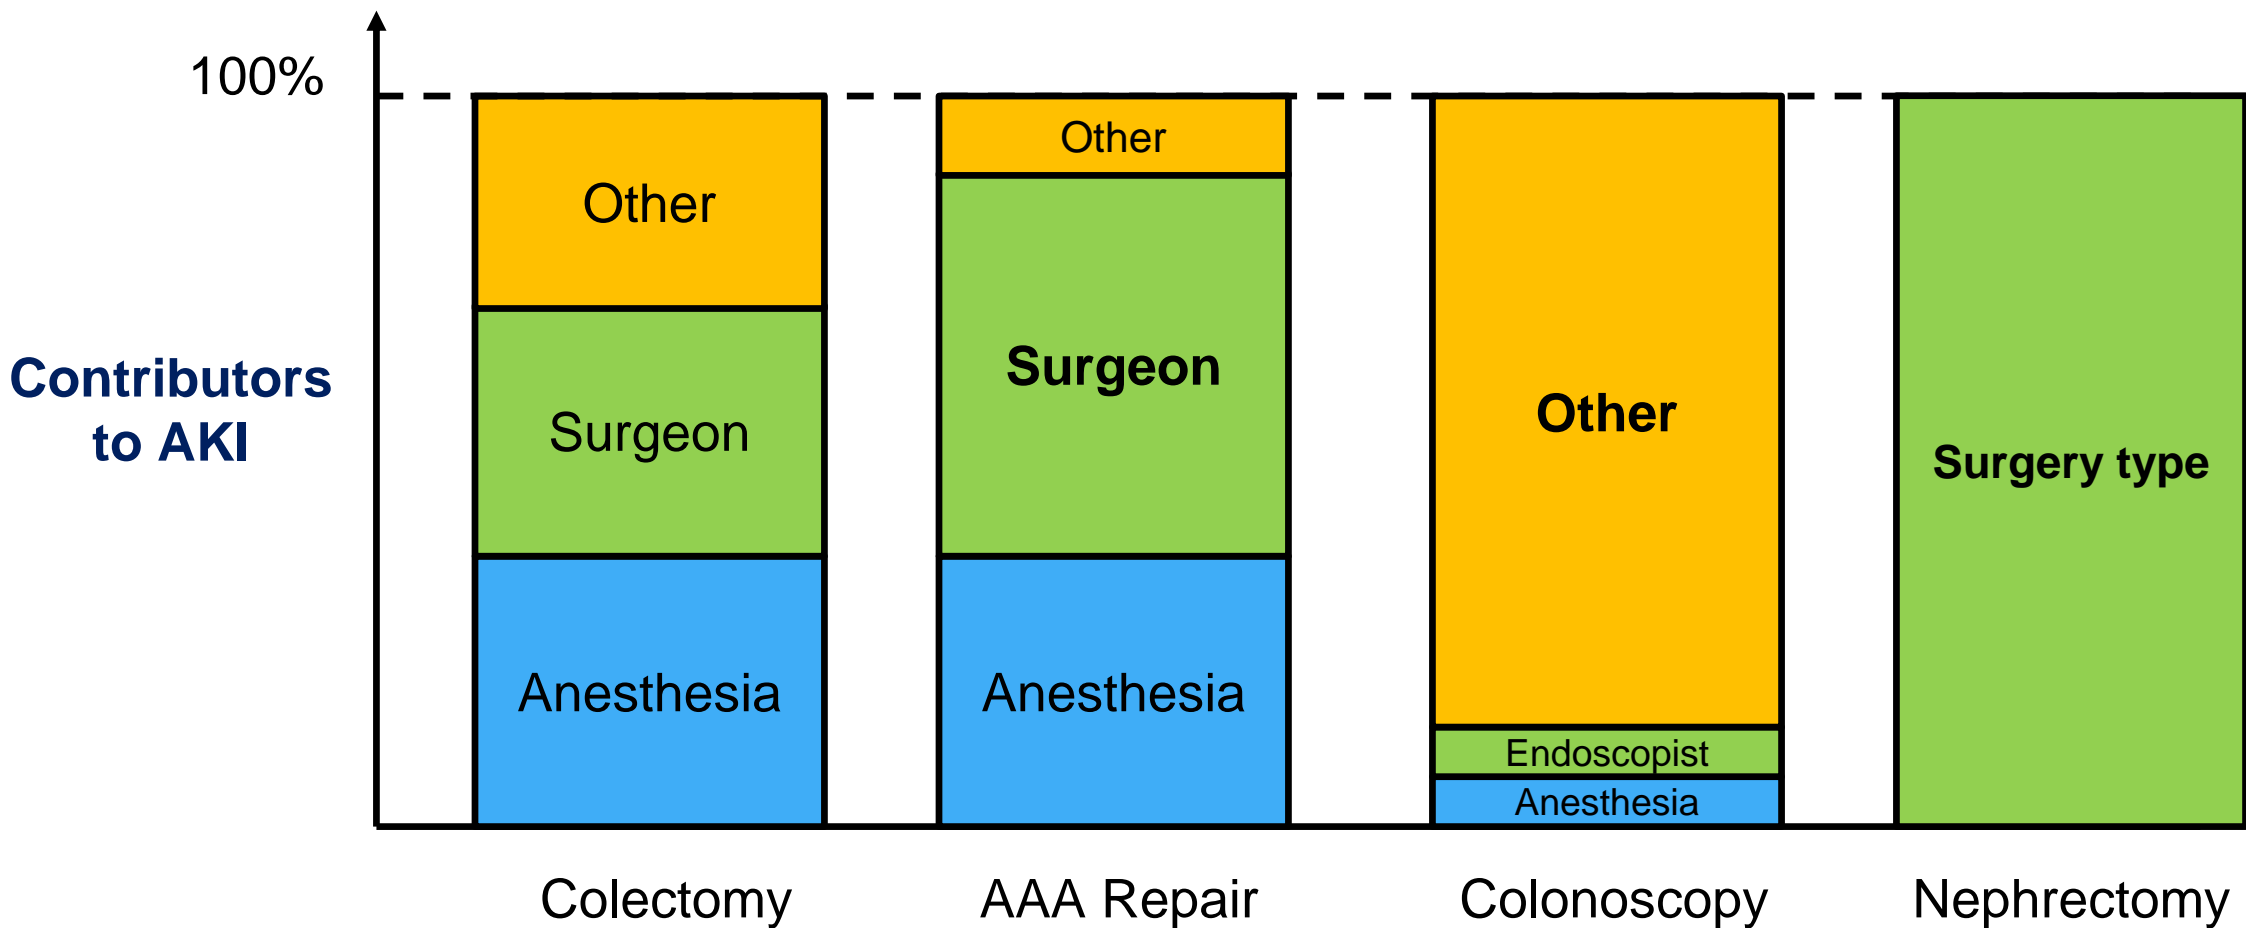 100%
Contributors
to AKI
Other
Surgeon
Anesthesia
Other
Surgeon
Anesthesia
Other
Endoscopist
Anesthesia
Surgery type
Colectomy
AAA Repair
Colonoscopy
Nephrectomy